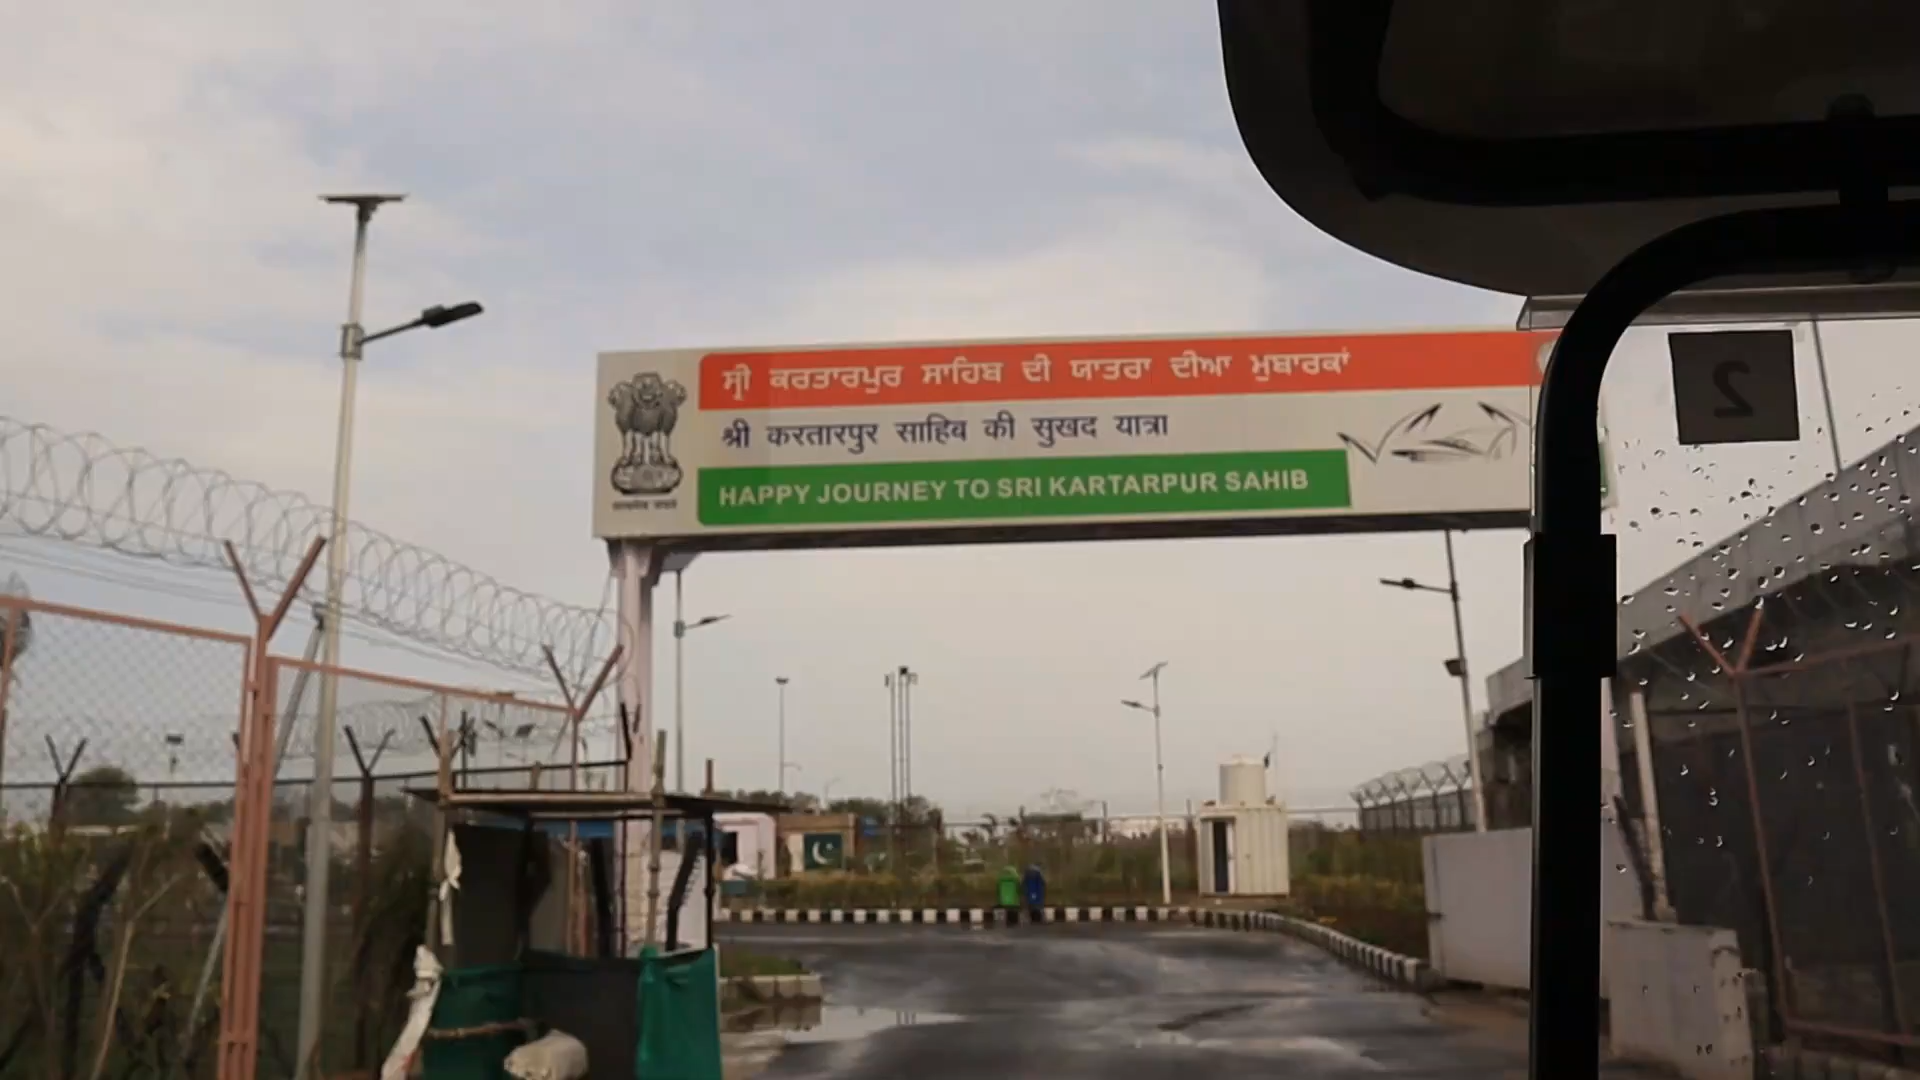 ਸ੍ਰੀ ਕਰਤਾਰਪੁਰ ਸਾਹਿਬ ਦੀ ਯਾਤਰਾ ਦੀਆ ਮੁਬਾਰਕਾਂ
श्री करतारपुर साहिब की सुखद यात्रा
HAPPY JOURNEY TO SRI KARTARPUR SAHIB
2